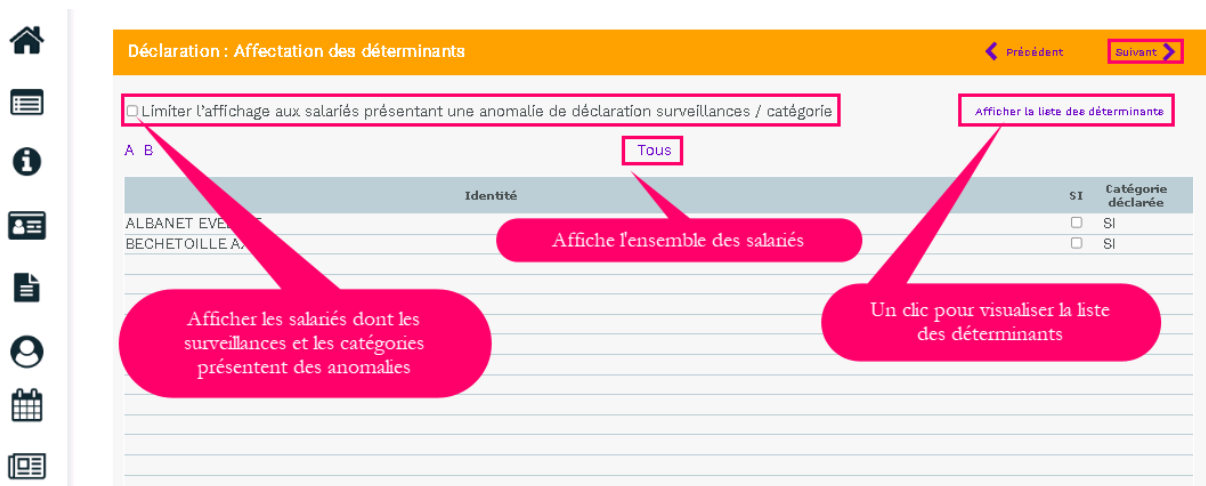 Déclaration : Affectation des déterminants
Précédent
Suivant
Limiter l'affichage aux salariés présentant une anomalie de déclaration surveillances / catégorie
Afficher la liste des déterminants
A B
Tous
Identité
SI
Catégorie
déclarée
ALBANET
SI
BECHETOILLE
SI
Affiche l'ensemble des salariés
Un clic pour visualiser la liste
des déterminants
Afficher les salariés dont les
surveillances et les catégories
présentent des anomalies